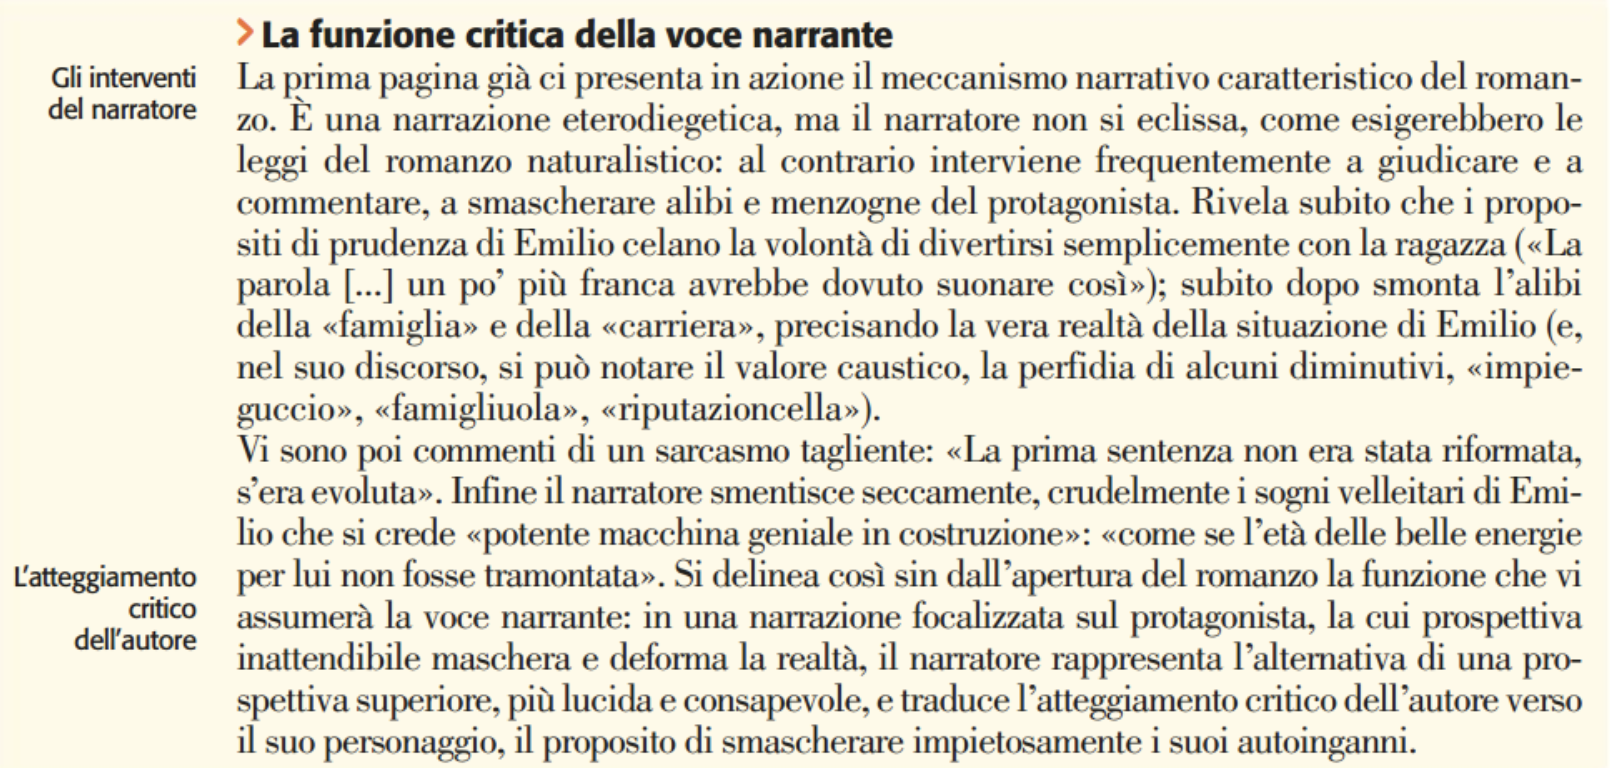 > La funzione critica della voce narrante
Gli interventi
del narratore
La prima pagina già ci presenta in azione il meccanismo narrativo caratteristico del roman-
zo. È una narrazione eterodiegetica, ma il narratore non si eclissa, come esigerebbero le
leggi del romanzo naturalistico: al contrario interviene frequentemente a giudicare e a
commentare, a smascherare alibi e menzogne del protagonista. Rivela subito che i propo-
siti di prudenza di Emilio celano la volontà di divertirsi semplicemente con la ragazza («La
parola [...] un po’ più franca avrebbe dovuto suonare così»); subito dopo smonta l’alibi
della «famiglia» e della «carriera», precisando la vera realtà della situazione di Emilio (e,
nel suo discorso, si può notare il valore caustico, la perfidia di alcuni diminutivi, «impie-
guccio», «famigliuola», «riputazioncella»).
Vi sono poi commenti di un sarcasmo tagliente: «La prima sentenza non era stata riformata,
s’era evoluta». Infine il narratore smentisce seccamente, crudelmente i sogni velleitari di Emi-
lio che si crede «potente macchina geniale in costruzione»: «come se l’età delle belle energie
L’atteggiamento
critico
dell’autore
per lui non fosse tramontata». Si delinea così sin dall’apertura del romanzo la funzione che vi
assumerà la voce narrante: in una narrazione focalizzata sul protagonista, la cui prospettiva
inattendibile maschera e deforma la realtà, il narratore rappresenta l’alternativa di una pro-
spettiva superiore, più lucida e consapevole, e traduce l’atteggiamento critico dell’autore verso
il suo personaggio, il proposito di smascherare impietosamente i suoi autoinganni.